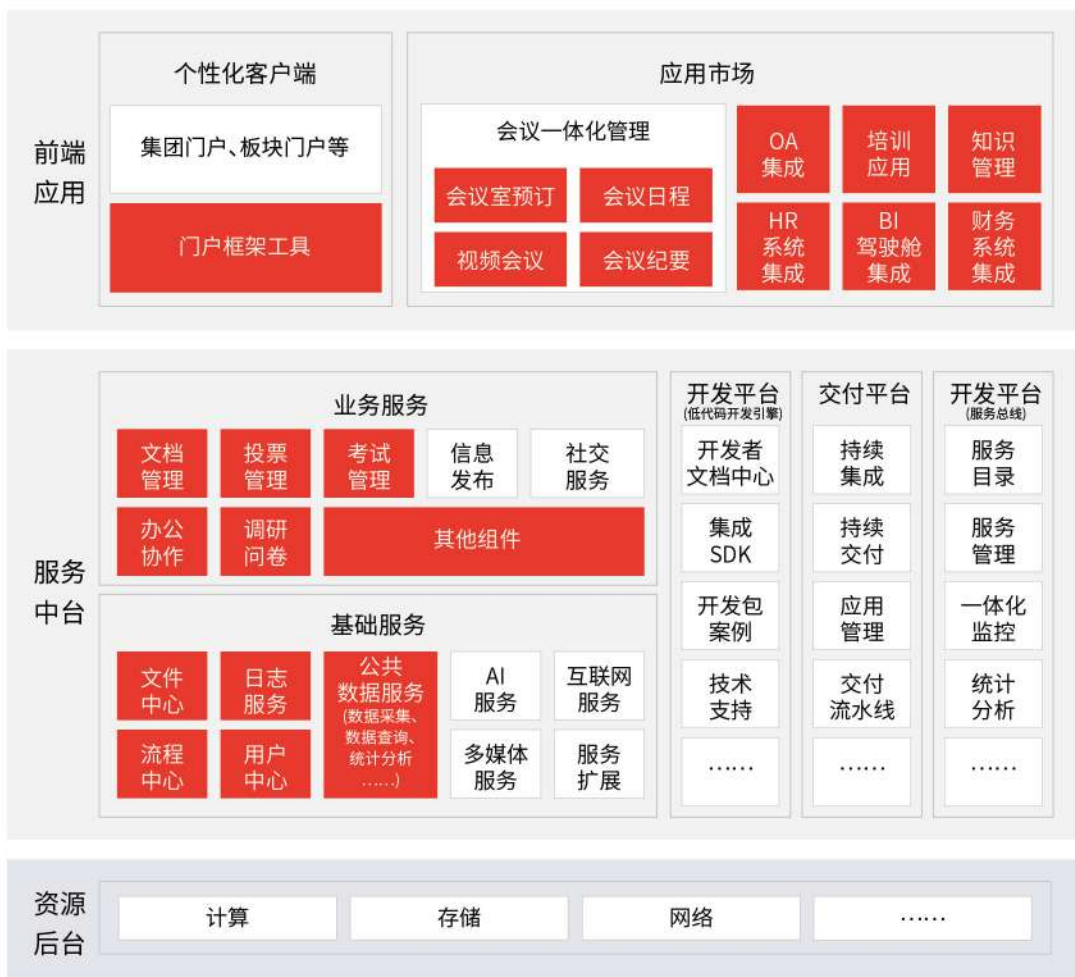 前端
应用
个性化客户端
集团门户、板块门户等
门户框架工具
应用市场
会议一体化管理
会议室预订
会议日程
视频会议
会议纪要
OA
集成
培训
应用
知识
管理
HR
系统
集成
BI
驾驶舱
集成
财务
系统
集成
服务
中台
业务服务
文档
管理
投票
管理
考试
管理
信息
发布
社交
服务
办公
协作
调研
问卷
其他组件
基础服务
文件
中心
日志
服务
公共
数据服务
(数据采集、
数据查询、
统计分析
……)
AI
服务
互联网
服务
流程
中心
用户
中心
多媒体
服务
服务
扩展
开发平台
(低代码开发引擎)
开发者
文档中心
集成
SDK
开发包
案例
技术
支持
……
交付平台
持续
集成
持续
交付
应用
管理
交付
流水线
……
开发平台
(服务总线)
服务
目录
服务
管理
一体化
监控
统计
分析
……
资源
后台
计算
存储
网络
……